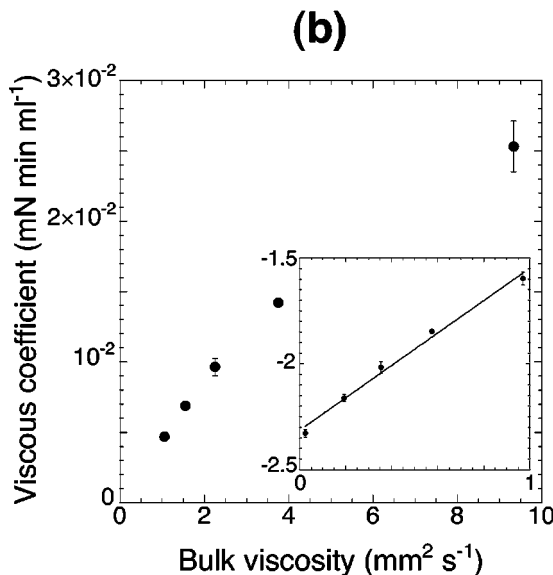 (b)
Viscous coefficient (mN min ml⁻¹)
3×10⁻²
2×10⁻²
10⁻²
0
-1.5
-2
-2.5
0 1
0 2 4 6 8 10
Bulk viscosity (mm² s⁻¹)